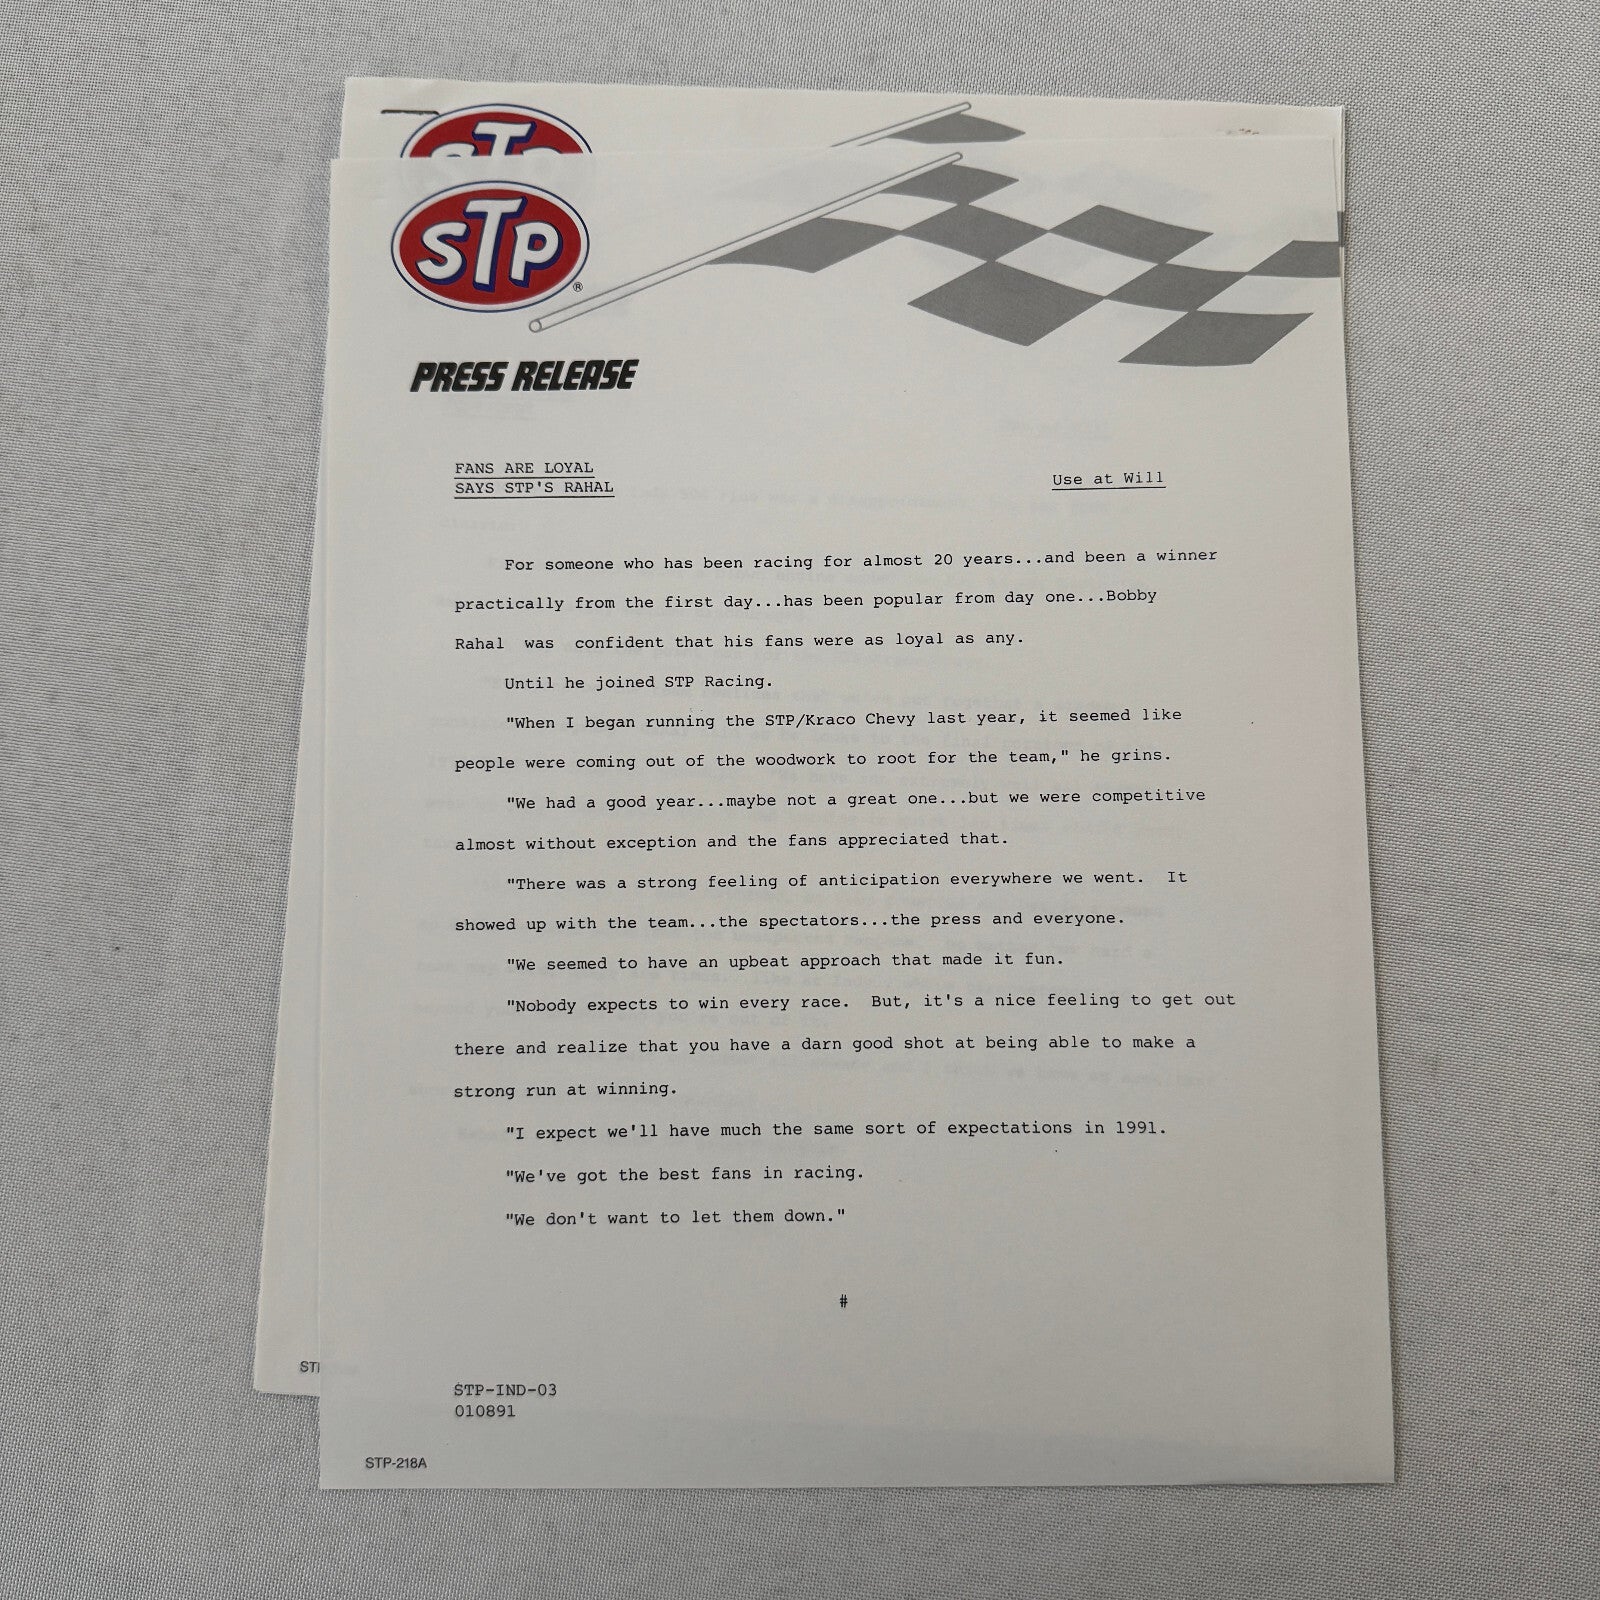 STP
STP
®
PRESS RELEASE
FANS ARE LOYAL
SAYS STP'S RAHAL
Use at Will
For someone who has been racing for almost 20 years...and been a winner
practically from the first day...has been popular from day one...Bobby
Rahal was confident that his fans were as loyal as any.
Until he joined STP Racing.
"When I began running the STP/Kraco Chevy last year, it seemed like
people were coming out of the woodwork to root for the team," he grins.
"We had a good year...maybe not a great one...but we were competitive
almost without exception and the fans appreciated that.
"There was a strong feeling of anticipation everywhere we went. It
showed up with the team...the spectators...the press and everyone.
"We seemed to have an upbeat approach that made it fun.
"Nobody expects to win every race. But, it's a nice feeling to get out
there and realize that you have a darn good shot at being able to make a
strong run at winning.
"I expect we'll have much the same sort of expectations in 1991.
"We've got the best fans in racing.
"We don't want to let them down."
#
STP-IND-03
010891
STP-218A